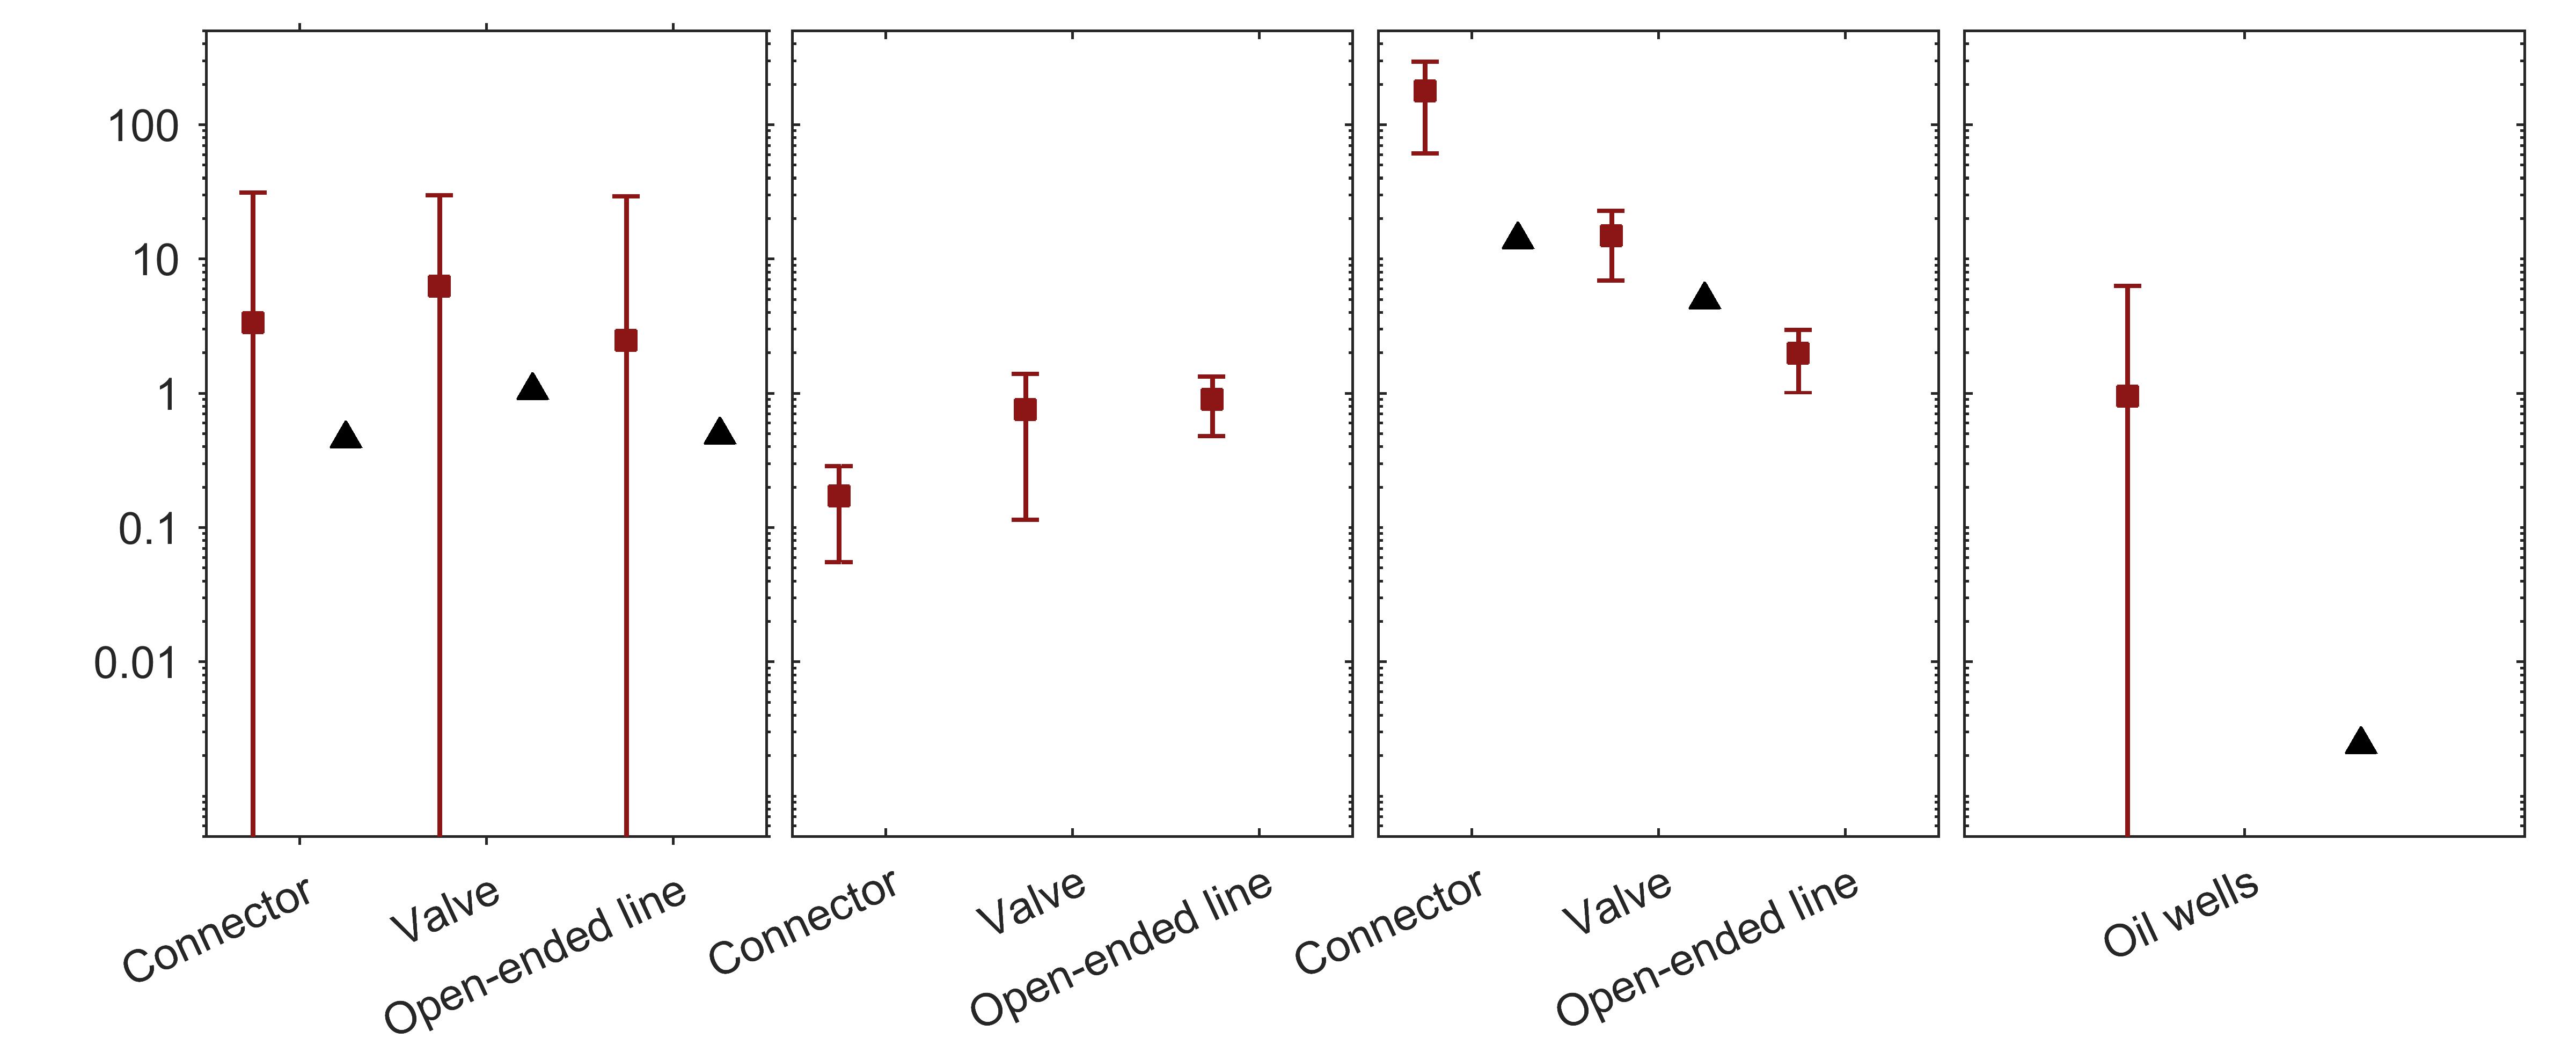 100
10
1
0.1
0.01
Connector
Valve
Open-ended line
Connector
Valve
Open-ended line
Connector
Valve
Open-ended line
Oil wells